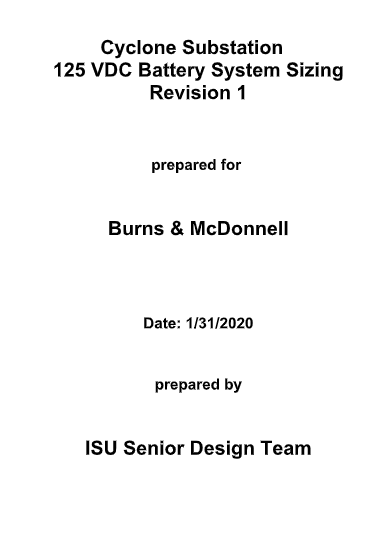 Cyclone Substation
125 VDC Battery System Sizing
Revision 1
prepared for
Burns & McDonnell
Date: 1/31/2020
prepared by
ISU Senior Design Team